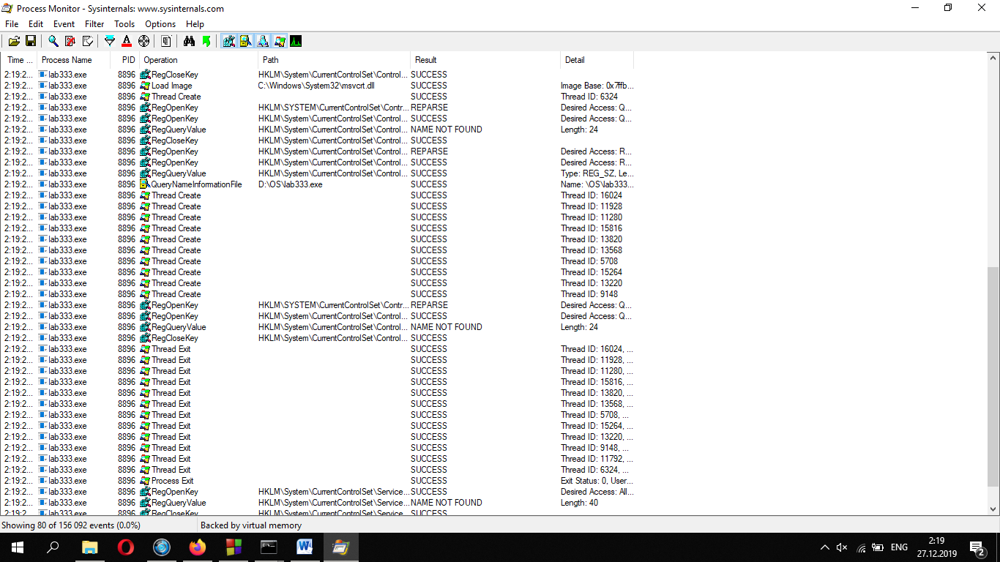 Process Monitor - Sysinternals: www.sysinternals.com
File Edit Event Filter Tools Options Help
Time ... Process Name PID Operation Path Result Detail
2:19:2... lab333.exe 8896 RegCloseKey HKLM\System\CurrentControlSet\Control... SUCCESS
2:19:2... lab333.exe 8896 Load Image C:\Windows\System32\msvcrt.dll SUCCESS Image Base: 0x7ffb...
2:19:2... lab333.exe 8896 Thread Create SUCCESS Thread ID: 6324
2:19:2... lab333.exe 8896 RegOpenKey HKLM\SYSTEM\CurrentControlSet\Contr... REPARSE Desired Access: Q...
2:19:2... lab333.exe 8896 RegOpenKey HKLM\System\CurrentControlSet\Control... SUCCESS Desired Access: Q...
2:19:2... lab333.exe 8896 RegQueryValue HKLM\System\CurrentControlSet\Control... NAME NOT FOUND Length: 24
2:19:2... lab333.exe 8896 RegCloseKey HKLM\System\CurrentControlSet\Control... SUCCESS
2:19:2... lab333.exe 8896 RegOpenKey HKLM\System\CurrentControlSet\Control... REPARSE Desired Access: R...
2:19:2... lab333.exe 8896 RegOpenKey HKLM\System\CurrentControlSet\Control... SUCCESS Desired Access: R...
2:19:2... lab333.exe 8896 RegQueryValue HKLM\System\CurrentControlSet\Control... SUCCESS Type: REG_SZ, Le...
2:19:2... lab333.exe 8896 QueryNameInformationFile D:\OS\lab333.exe SUCCESS Name: \OS\lab333...
2:19:2... lab333.exe 8896 Thread Create SUCCESS Thread ID: 16024
2:19:2... lab333.exe 8896 Thread Create SUCCESS Thread ID: 11928
2:19:2... lab333.exe 8896 Thread Create SUCCESS Thread ID: 11280
2:19:2... lab333.exe 8896 Thread Create SUCCESS Thread ID: 15816
2:19:2... lab333.exe 8896 Thread Create SUCCESS Thread ID: 13820
2:19:2... lab333.exe 8896 Thread Create SUCCESS Thread ID: 13568
2:19:2... lab333.exe 8896 Thread Create SUCCESS Thread ID: 5708
2:19:2... lab333.exe 8896 Thread Create SUCCESS Thread ID: 15264
2:19:2... lab333.exe 8896 Thread Create SUCCESS Thread ID: 13220
2:19:2... lab333.exe 8896 Thread Create SUCCESS Thread ID: 9148
2:19:2... lab333.exe 8896 RegOpenKey HKLM\SYSTEM\CurrentControlSet\Contr... REPARSE Desired Access: Q...
2:19:2... lab333.exe 8896 RegOpenKey HKLM\System\CurrentControlSet\Control... SUCCESS Desired Access: Q...
2:19:2... lab333.exe 8896 RegQueryValue HKLM\System\CurrentControlSet\Control... NAME NOT FOUND Length: 24
2:19:2... lab333.exe 8896 RegCloseKey HKLM\System\CurrentControlSet\Control... SUCCESS
2:19:2... lab333.exe 8896 Thread Exit SUCCESS Thread ID: 16024, ...
2:19:2... lab333.exe 8896 Thread Exit SUCCESS Thread ID: 11928, ...
2:19:2... lab333.exe 8896 Thread Exit SUCCESS Thread ID: 11280, ...
2:19:2... lab333.exe 8896 Thread Exit SUCCESS Thread ID: 15816, ...
2:19:2... lab333.exe 8896 Thread Exit SUCCESS Thread ID: 13820, ...
2:19:2... lab333.exe 8896 Thread Exit SUCCESS Thread ID: 13568, ...
2:19:2... lab333.exe 8896 Thread Exit SUCCESS Thread ID: 5708, ...
2:19:2... lab333.exe 8896 Thread Exit SUCCESS Thread ID: 15264, ...
2:19:2... lab333.exe 8896 Thread Exit SUCCESS Thread ID: 13220, ...
2:19:2... lab333.exe 8896 Thread Exit SUCCESS Thread ID: 9148, ...
2:19:2... lab333.exe 8896 Thread Exit SUCCESS Thread ID: 11792, ...
2:19:2... lab333.exe 8896 Thread Exit SUCCESS Thread ID: 6324, ...
2:19:2... lab333.exe 8896 Process Exit SUCCESS Exit Status: 0, User...
2:19:2... lab333.exe 8896 RegOpenKey HKLM\System\CurrentControlSet\Service... SUCCESS Desired Access: All...
2:19:2... lab333.exe 8896 RegQueryValue HKLM\System\CurrentControlSet\Service... NAME NOT FOUND Length: 40
2:19:2... lab333.exe 8896 RegCloseKey HKLM\System\CurrentControlSet\Service... SUCCESS
Showing 80 of 156 092 events (0.0%) Backed by virtual memory
ENG 2:19
27.12.2019
2